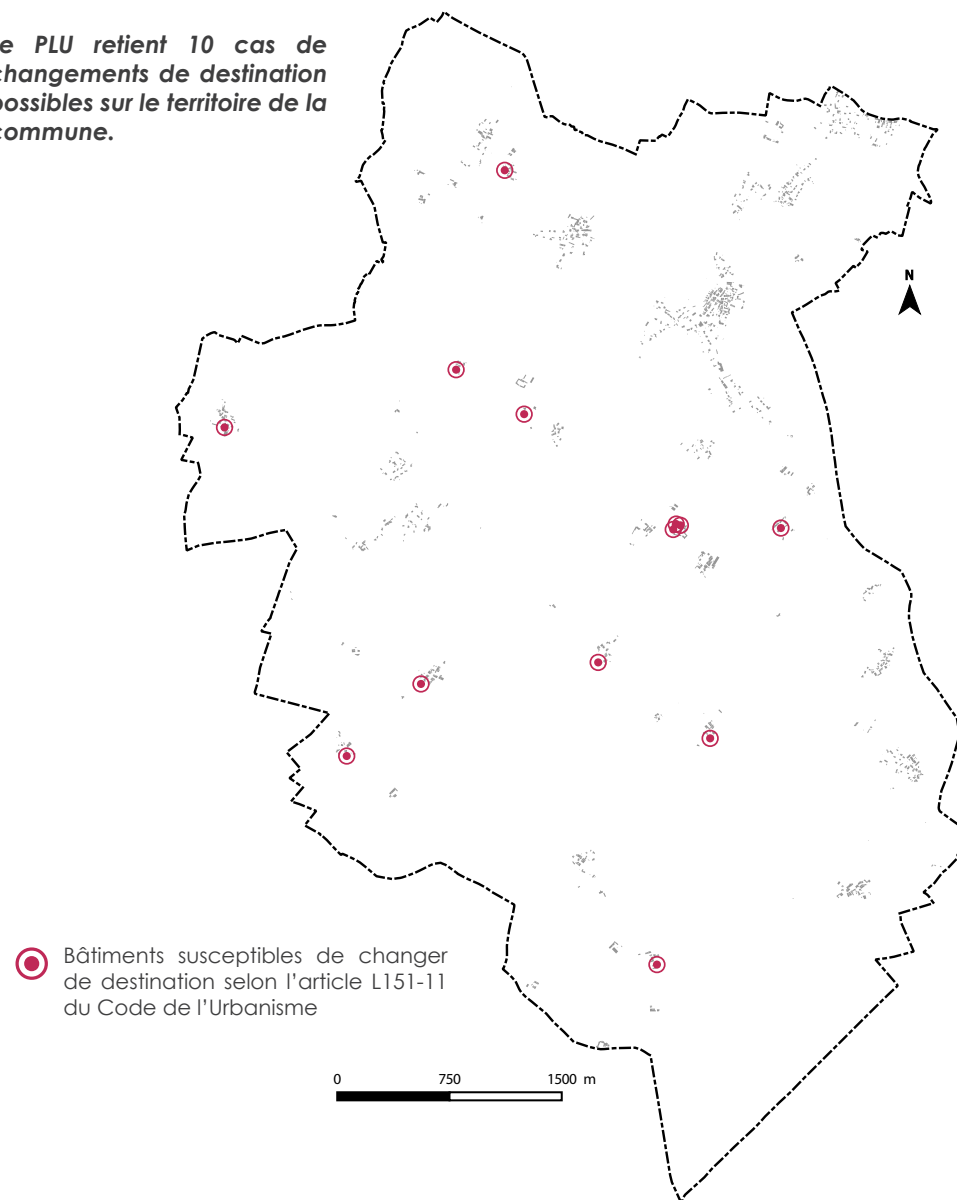 e PLU retient 10 cas de
changements de destination
possibles sur le territoire de la
commune.
N
Bâtiments susceptibles de changer
de destination selon l'article L151-11
du Code de l'Urbanisme
0 750 1500 m